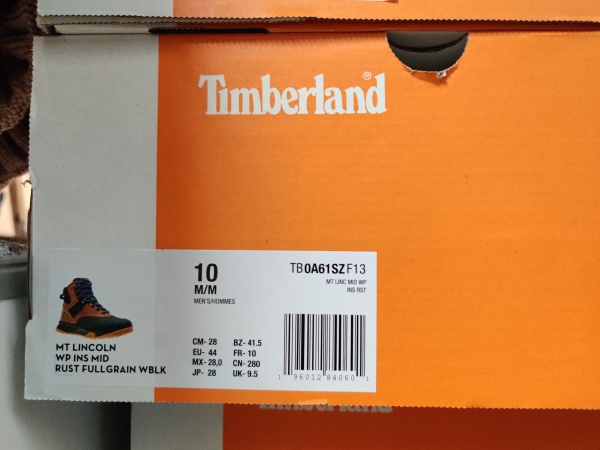 Timberland®
10
M/M
MEN'S/HOMMES
TB0A61SZF13
MT LINC MID WP
INS RST
MT LINCOLN
WP INS MID
RUST FULLGRAIN WBLK
CM- 28 BZ- 41.5
EU- 44 FR- 10
MX- 28,0 CN- 280
JP- 28 UK- 9.5
1 96012 84060 1